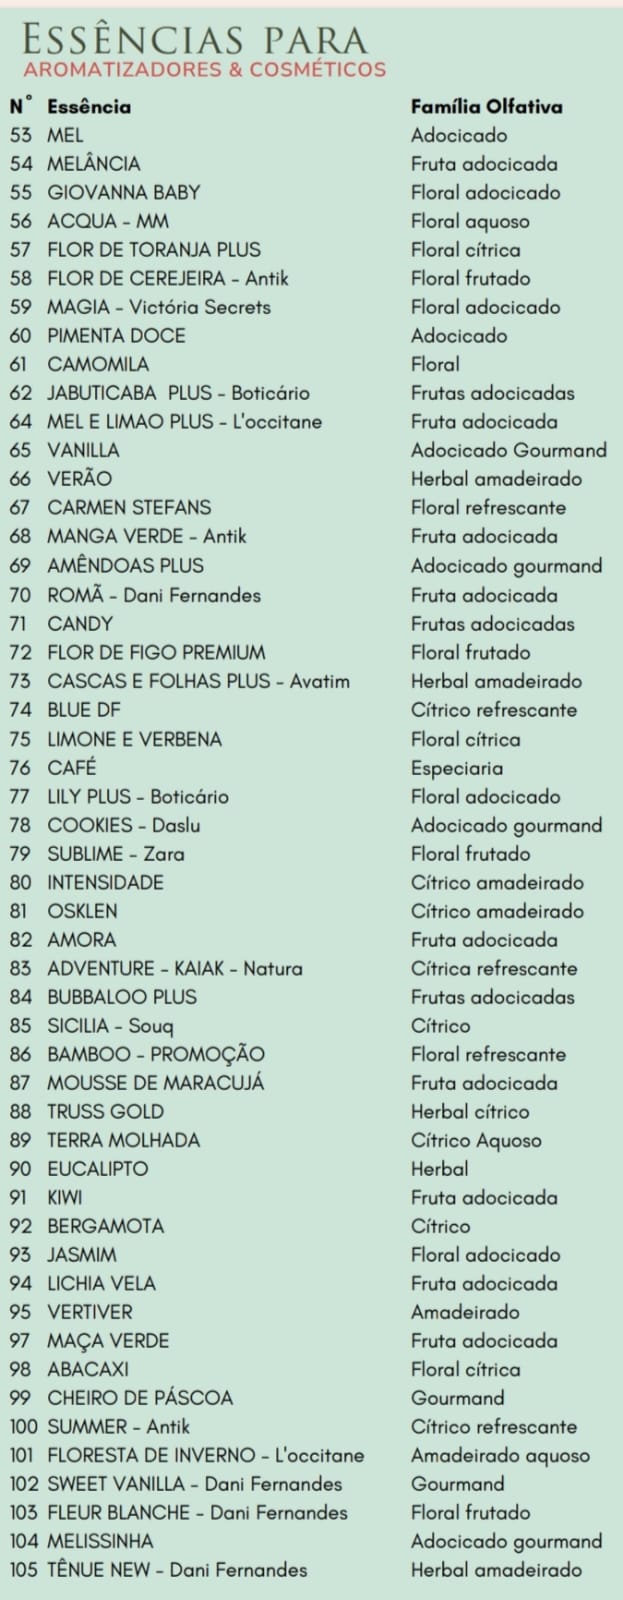 ESSÊNCIAS PARA
AROMATIZADORES & COSMÉTICOS
N° Essência Família Olfativa
53 MEL Adocicado
54 MELÂNCIA Fruta adocicada
55 GIOVANNA BABY Floral adocicado
56 ACQUA - MM Floral aquoso
57 FLOR DE TORANJA PLUS Floral cítrica
58 FLOR DE CEREJEIRA - Antik Floral frutado
59 MAGIA - Victória Secrets Floral adocicado
60 PIMENTA DOCE Adocicado
61 CAMOMILA Floral
62 JABUTICABA PLUS - Boticário Frutas adocicadas
64 MEL E LIMAO PLUS - L'occitane Fruta adocicada
65 VANILLA Adocicado Gourmand
66 VERÃO Herbal amadeirado
67 CARMEN STEFANS Floral refrescante
68 MANGA VERDE - Antik Fruta adocicada
69 AMÊNDOAS PLUS Adocicado gourmand
70 ROMÃ - Dani Fernandes Fruta adocicada
71 CANDY Frutas adocicadas
72 FLOR DE FIGO PREMIUM Floral frutado
73 CASCAS E FOLHAS PLUS - Avatim Herbal amadeirado
74 BLUE DF Cítrico refrescante
75 LIMONE E VERBENA Floral cítrica
76 CAFÉ Especiaria
77 LILY PLUS - Boticário Floral adocicado
78 COOKIES - Daslu Adocicado gourmand
79 SUBLIME - Zara Floral frutado
80 INTENSIDADE Cítrico amadeirado
81 OSKLEN Cítrico amadeirado
82 AMORA Fruta adocicada
83 ADVENTURE - KAIAK - Natura Cítrica refrescante
84 BUBBALOO PLUS Frutas adocicadas
85 SICILIA - Souq Cítrico
86 BAMBOO - PROMOÇÃO Floral refrescante
87 MOUSSE DE MARACUJÁ Fruta adocicada
88 TRUSS GOLD Herbal cítrico
89 TERRA MOLHADA Cítrico Aquoso
90 EUCALIPTO Herbal
91 KIWI Fruta adocicada
92 BERGAMOTA Cítrico
93 JASMIM Floral adocicado
94 LICHIA VELA Fruta adocicada
95 VERTIVER Amadeirado
97 MAÇA VERDE Fruta adocicada
98 ABACAXI Floral cítrica
99 CHEIRO DE PÁSCOA Gourmand
100 SUMMER - Antik Cítrico refrescante
101 FLORESTA DE INVERNO - L'occitane Amadeirado aquoso
102 SWEET VANILLA - Dani Fernandes Gourmand
103 FLEUR BLANCHE - Dani Fernandes Floral frutado
104 MELISSINHA Adocicado gourmand
105 TÊNUE NEW - Dani Fernandes Herbal amadeirado